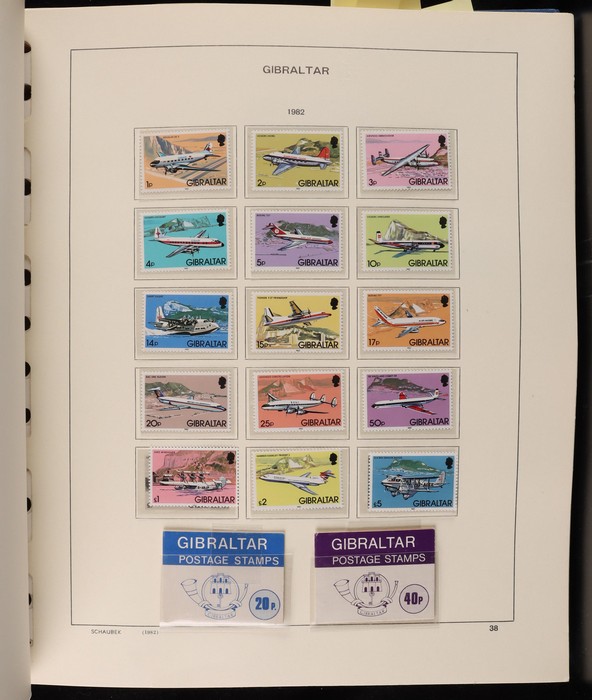 GIBRALTAR
1982
1p GIBRALTAR
2p GIBRALTAR
3p GIBRALTAR
4p GIBRALTAR
5p GIBRALTAR
10p GIBRALTAR
14p GIBRALTAR
15p GIBRALTAR
17p GIBRALTAR
20p GIBRALTAR
25p GIBRALTAR
50p GIBRALTAR
£1 GIBRALTAR
£2 GIBRALTAR
£5 GIBRALTAR
GIBRALTAR
POSTAGE STAMPS
20P.
GIBRALTAR
GIBRALTAR
POSTAGE STAMPS
40P
GIBRALTAR
SCHAUBEK (1982) 38